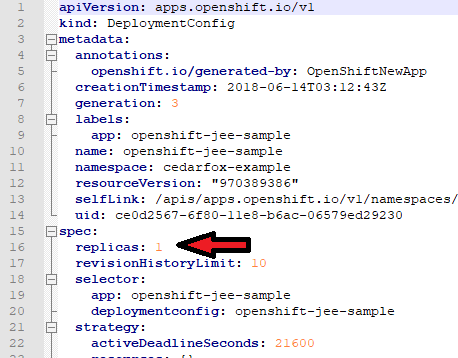 1 apiVersion: apps.openshift.io/v1
2 kind: DeploymentConfig
3 metadata:
4 annotations:
5 openshift.io/generated-by: OpenShiftNewApp
6 creationTimestamp: 2018-06-14T03:12:43Z
7 generation: 3
8 labels:
9 app: openshift-jee-sample
10 name: openshift-jee-sample
11 namespace: cedarfox-example
12 resourceVersion: "970389386"
13 selfLink: /apis/apps.openshift.io/v1/namespaces/
14 uid: ce0d2567-6f80-11e8-b6ac-06579ed29230
15 spec:
16 replicas: 1
17 revisionHistoryLimit: 10
18 selector:
19 app: openshift-jee-sample
20 deploymentconfig: openshift-jee-sample
21 strategy:
22 activeDeadlineSeconds: 21600